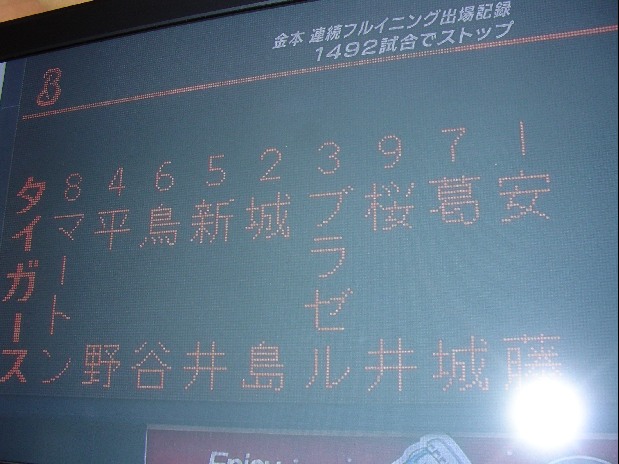 金本 連続フルイニング出場記録
1492試合でストップ
タイガース
8マートン
4平野
6鳥谷
5新井
2城島
3ブラゼル
9桜井
7葛城
1安藤
Enjoy